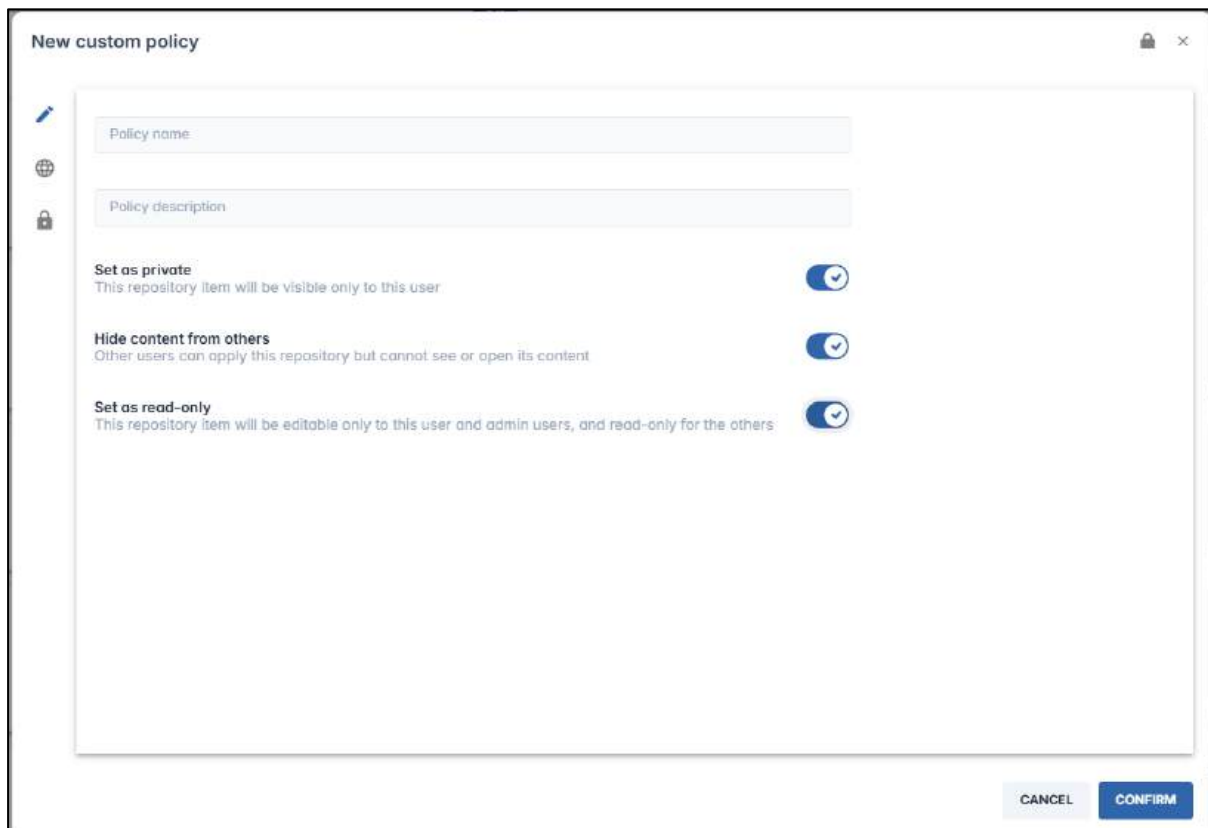 New custom policy
Policy name
Policy description
Set as private
This repository item will be visible only to this user
Hide content from others
Other users can apply this repository but cannot see or open its content
Set as read-only
This repository item will be editable only to this user and admin users, and read-only for the others
CANCEL
CONFIRM